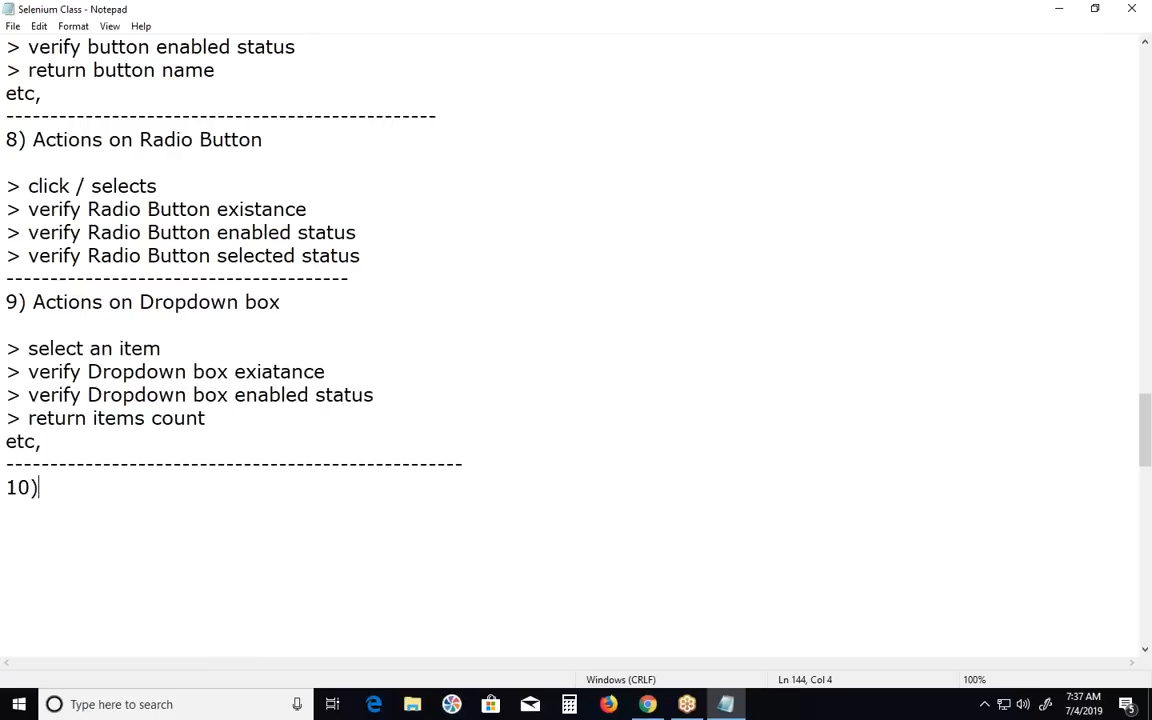 Selenium Class - Notepad
File Edit Format View Help
> verify button enabled status
> return button name
etc,
-------------------------------------------------
8) Actions on Radio Button
> click / selects
> verify Radio Button existance
> verify Radio Button enabled status
> verify Radio Button selected status
---------------------------------------
9) Actions on Dropdown box
> select an item
> verify Dropdown box exiatance
> verify Dropdown box enabled status
> return items count
etc,
----------------------------------------------------
10)
Windows (CRLF) Ln 144, Col 4 100%
Type here to search
7:37 AM
7/4/2019
5